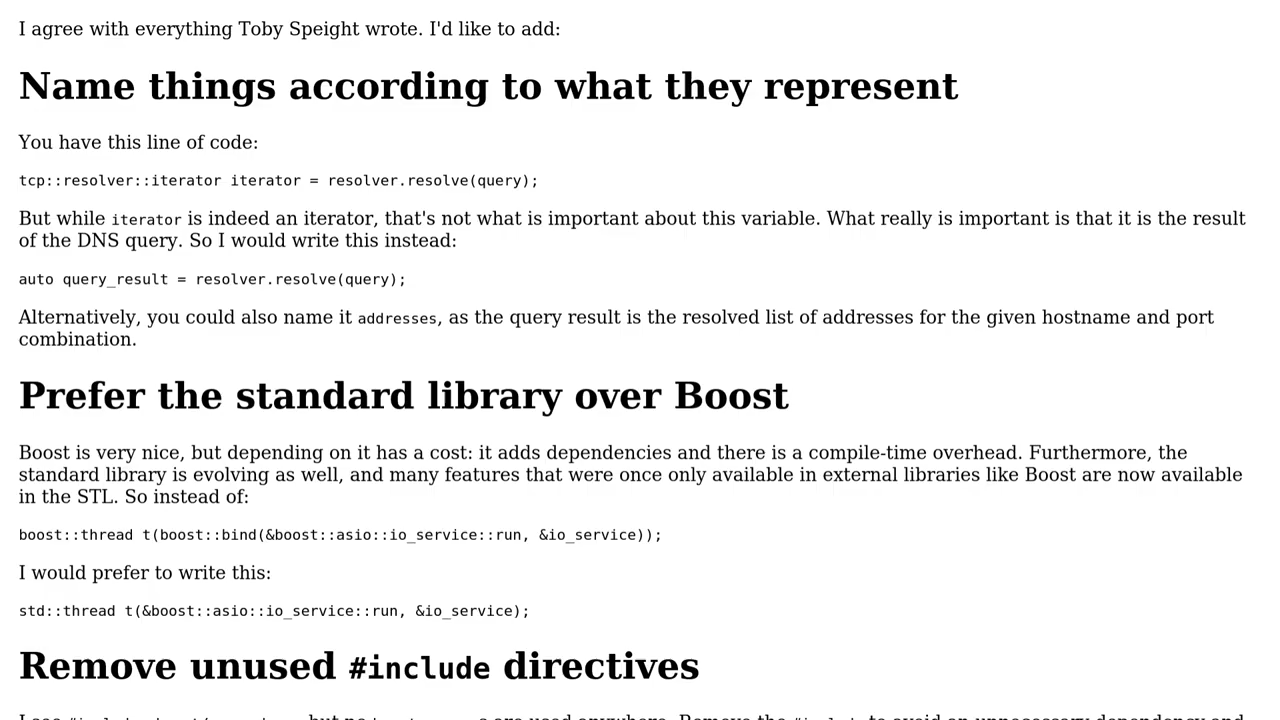 I agree with everything Toby Speight wrote. I'd like to add:
Name things according to what they represent
You have this line of code:
tcp::resolver::iterator iterator = resolver.resolve(query);
But while iterator is indeed an iterator, that's not what is important about this variable. What really is important is that it is the result
of the DNS query. So I would write this instead:
auto query_result = resolver.resolve(query);
Alternatively, you could also name it addresses, as the query result is the resolved list of addresses for the given hostname and port
combination.
Prefer the standard library over Boost
Boost is very nice, but depending on it has a cost: it adds dependencies and there is a compile-time overhead. Furthermore, the
standard library is evolving as well, and many features that were once only available in external libraries like Boost are now available
in the STL. So instead of:
boost::thread t(boost::bind(&boost::asio::io_service::run, &io_service));
I would prefer to write this:
std::thread t(&boost::asio::io_service::run, &io_service);
Remove unused #include directives